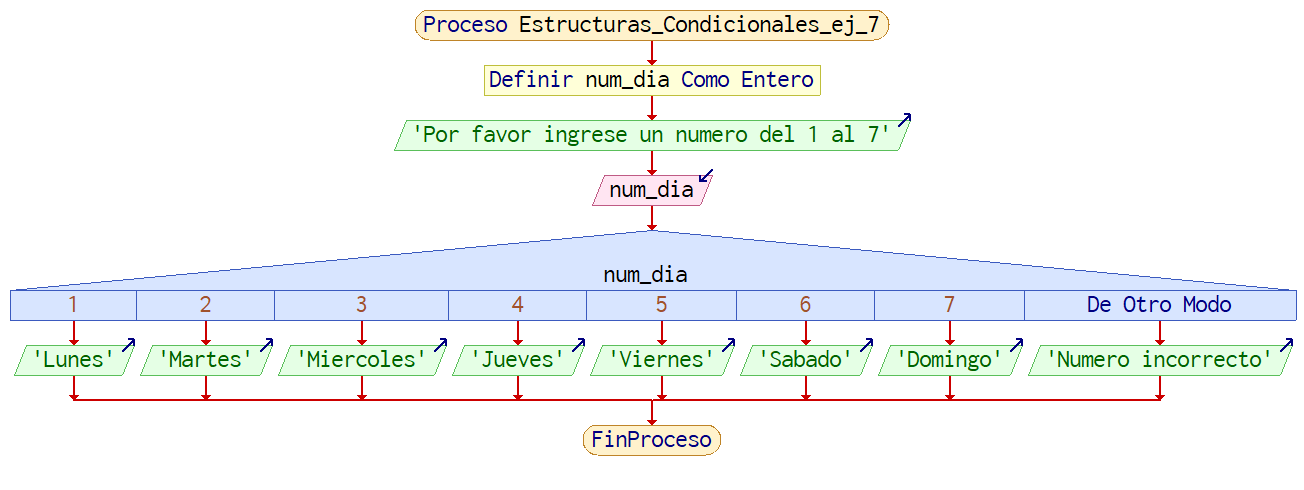 Proceso Estructuras_Condicionales_ej_7
Definir num_dia Como Entero
'Por favor ingrese un numero del 1 al 7'
num_dia
num_dia
1 2 3 4 5 6 7 De Otro Modo
'Lunes' 'Martes' 'Miercoles' 'Jueves' 'Viernes' 'Sabado' 'Domingo' 'Numero incorrecto'
FinProceso